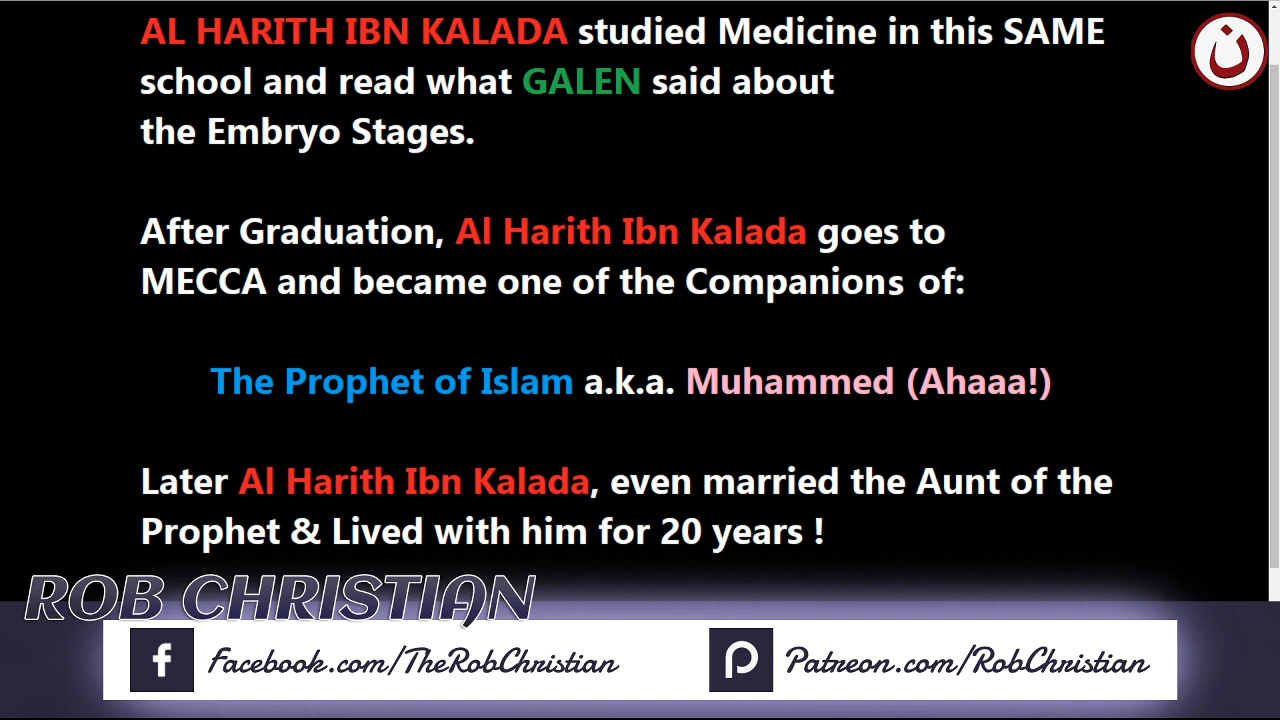 AL HARITH IBN KALADA studied Medicine in this SAME
school and read what GALEN said about
the Embryo Stages.
After Graduation, Al Harith Ibn Kalada goes to
MECCA and became one of the Companions of:
The Prophet of Islam a.k.a. Muhammed (Ahaaa!)
Later Al Harith Ibn Kalada, even married the Aunt of the
Prophet & Lived with him for 20 years !
ROB CHRISTIAN
Facebook.com/TheRobChristian
Patreon.com/RobChristian
ن